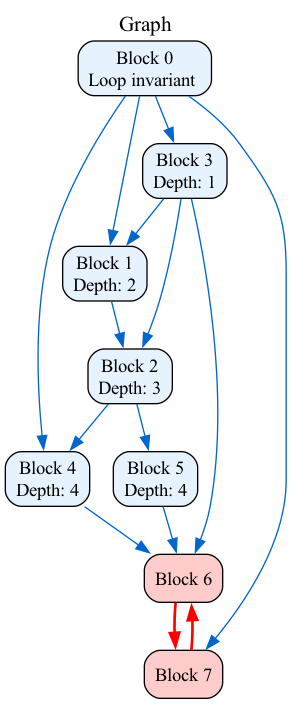 Graph
Block 0
Loop invariant
Block 3
Depth: 1
Block 1
Depth: 2
Block 2
Depth: 3
Block 4
Depth: 4
Block 5
Depth: 4
Block 6
Block 7